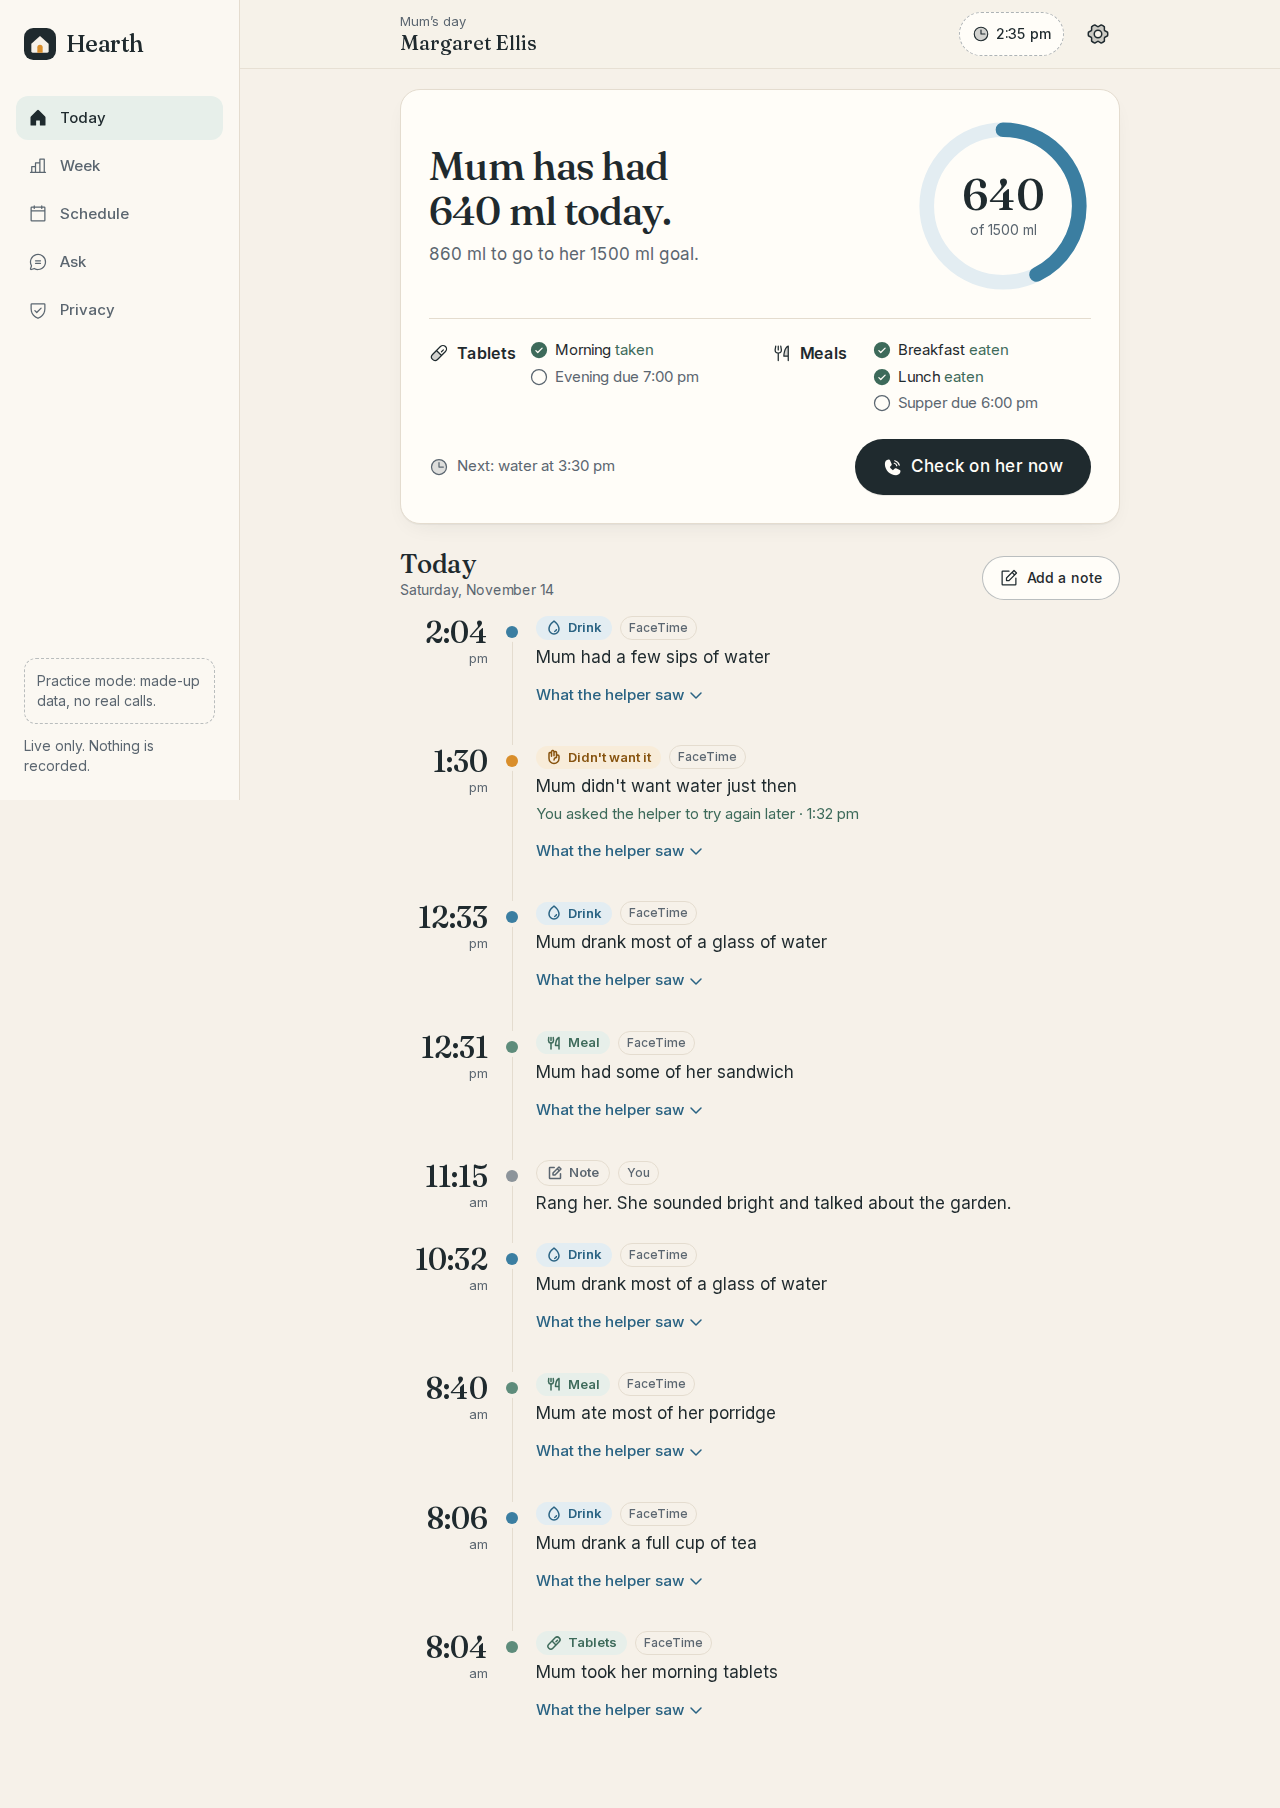 Hearth
Today
Week
Schedule
Ask
Privacy
Practice mode: made-up
data, no real calls.
Live only. Nothing is
recorded.
Mum's day
Margaret Ellis
2:35 pm
Mum has had
640 ml today.
860 ml to go to her 1500 ml goal.
640
of 1500 ml
Tablets
Morning taken
Evening due 7:00 pm
Meals
Breakfast eaten
Lunch eaten
Supper due 6:00 pm
Next: water at 3:30 pm
Check on her now
Today
Saturday, November 14
Add a note
2:04
pm
Drink
FaceTime
Mum had a few sips of water
What the helper saw
1:30
pm
Didn't want it
FaceTime
Mum didn't want water just then
You asked the helper to try again later · 1:32 pm
What the helper saw
12:33
pm
Drink
FaceTime
Mum drank most of a glass of water
What the helper saw
12:31
pm
Meal
FaceTime
Mum had some of her sandwich
What the helper saw
11:15
am
Note
You
Rang her. She sounded bright and talked about the garden.
10:32
am
Drink
FaceTime
Mum drank most of a glass of water
What the helper saw
8:40
am
Meal
FaceTime
Mum ate most of her porridge
What the helper saw
8:06
am
Drink
FaceTime
Mum drank a full cup of tea
What the helper saw
8:04
am
Tablets
FaceTime
Mum took her morning tablets
What the helper saw